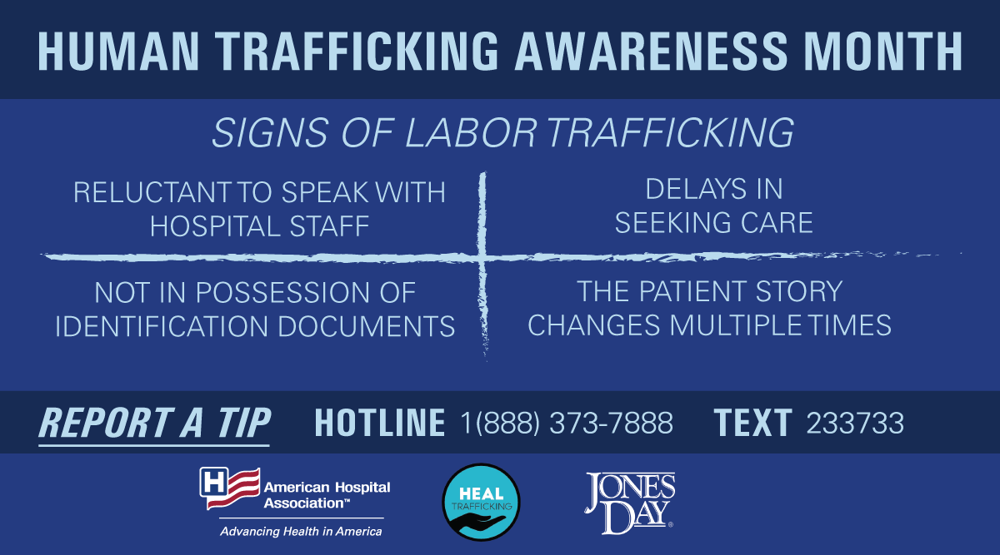 HUMAN TRAFFICKING AWARENESS MONTH
SIGNS OF LABOR TRAFFICKING
RELUCTANT TO SPEAK WITH
HOSPITAL STAFF
DELAYS IN
SEEKING CARE
NOT IN POSSESSION OF
IDENTIFICATION DOCUMENTS
THE PATIENT STORY
CHANGES MULTIPLE TIMES
REPORT A TIP HOTLINE 1(888) 373-7888 TEXT 233733
H American Hospital
Association™
Advancing Health in America
HEAL
TRAFFICKING
JONES
DAY®